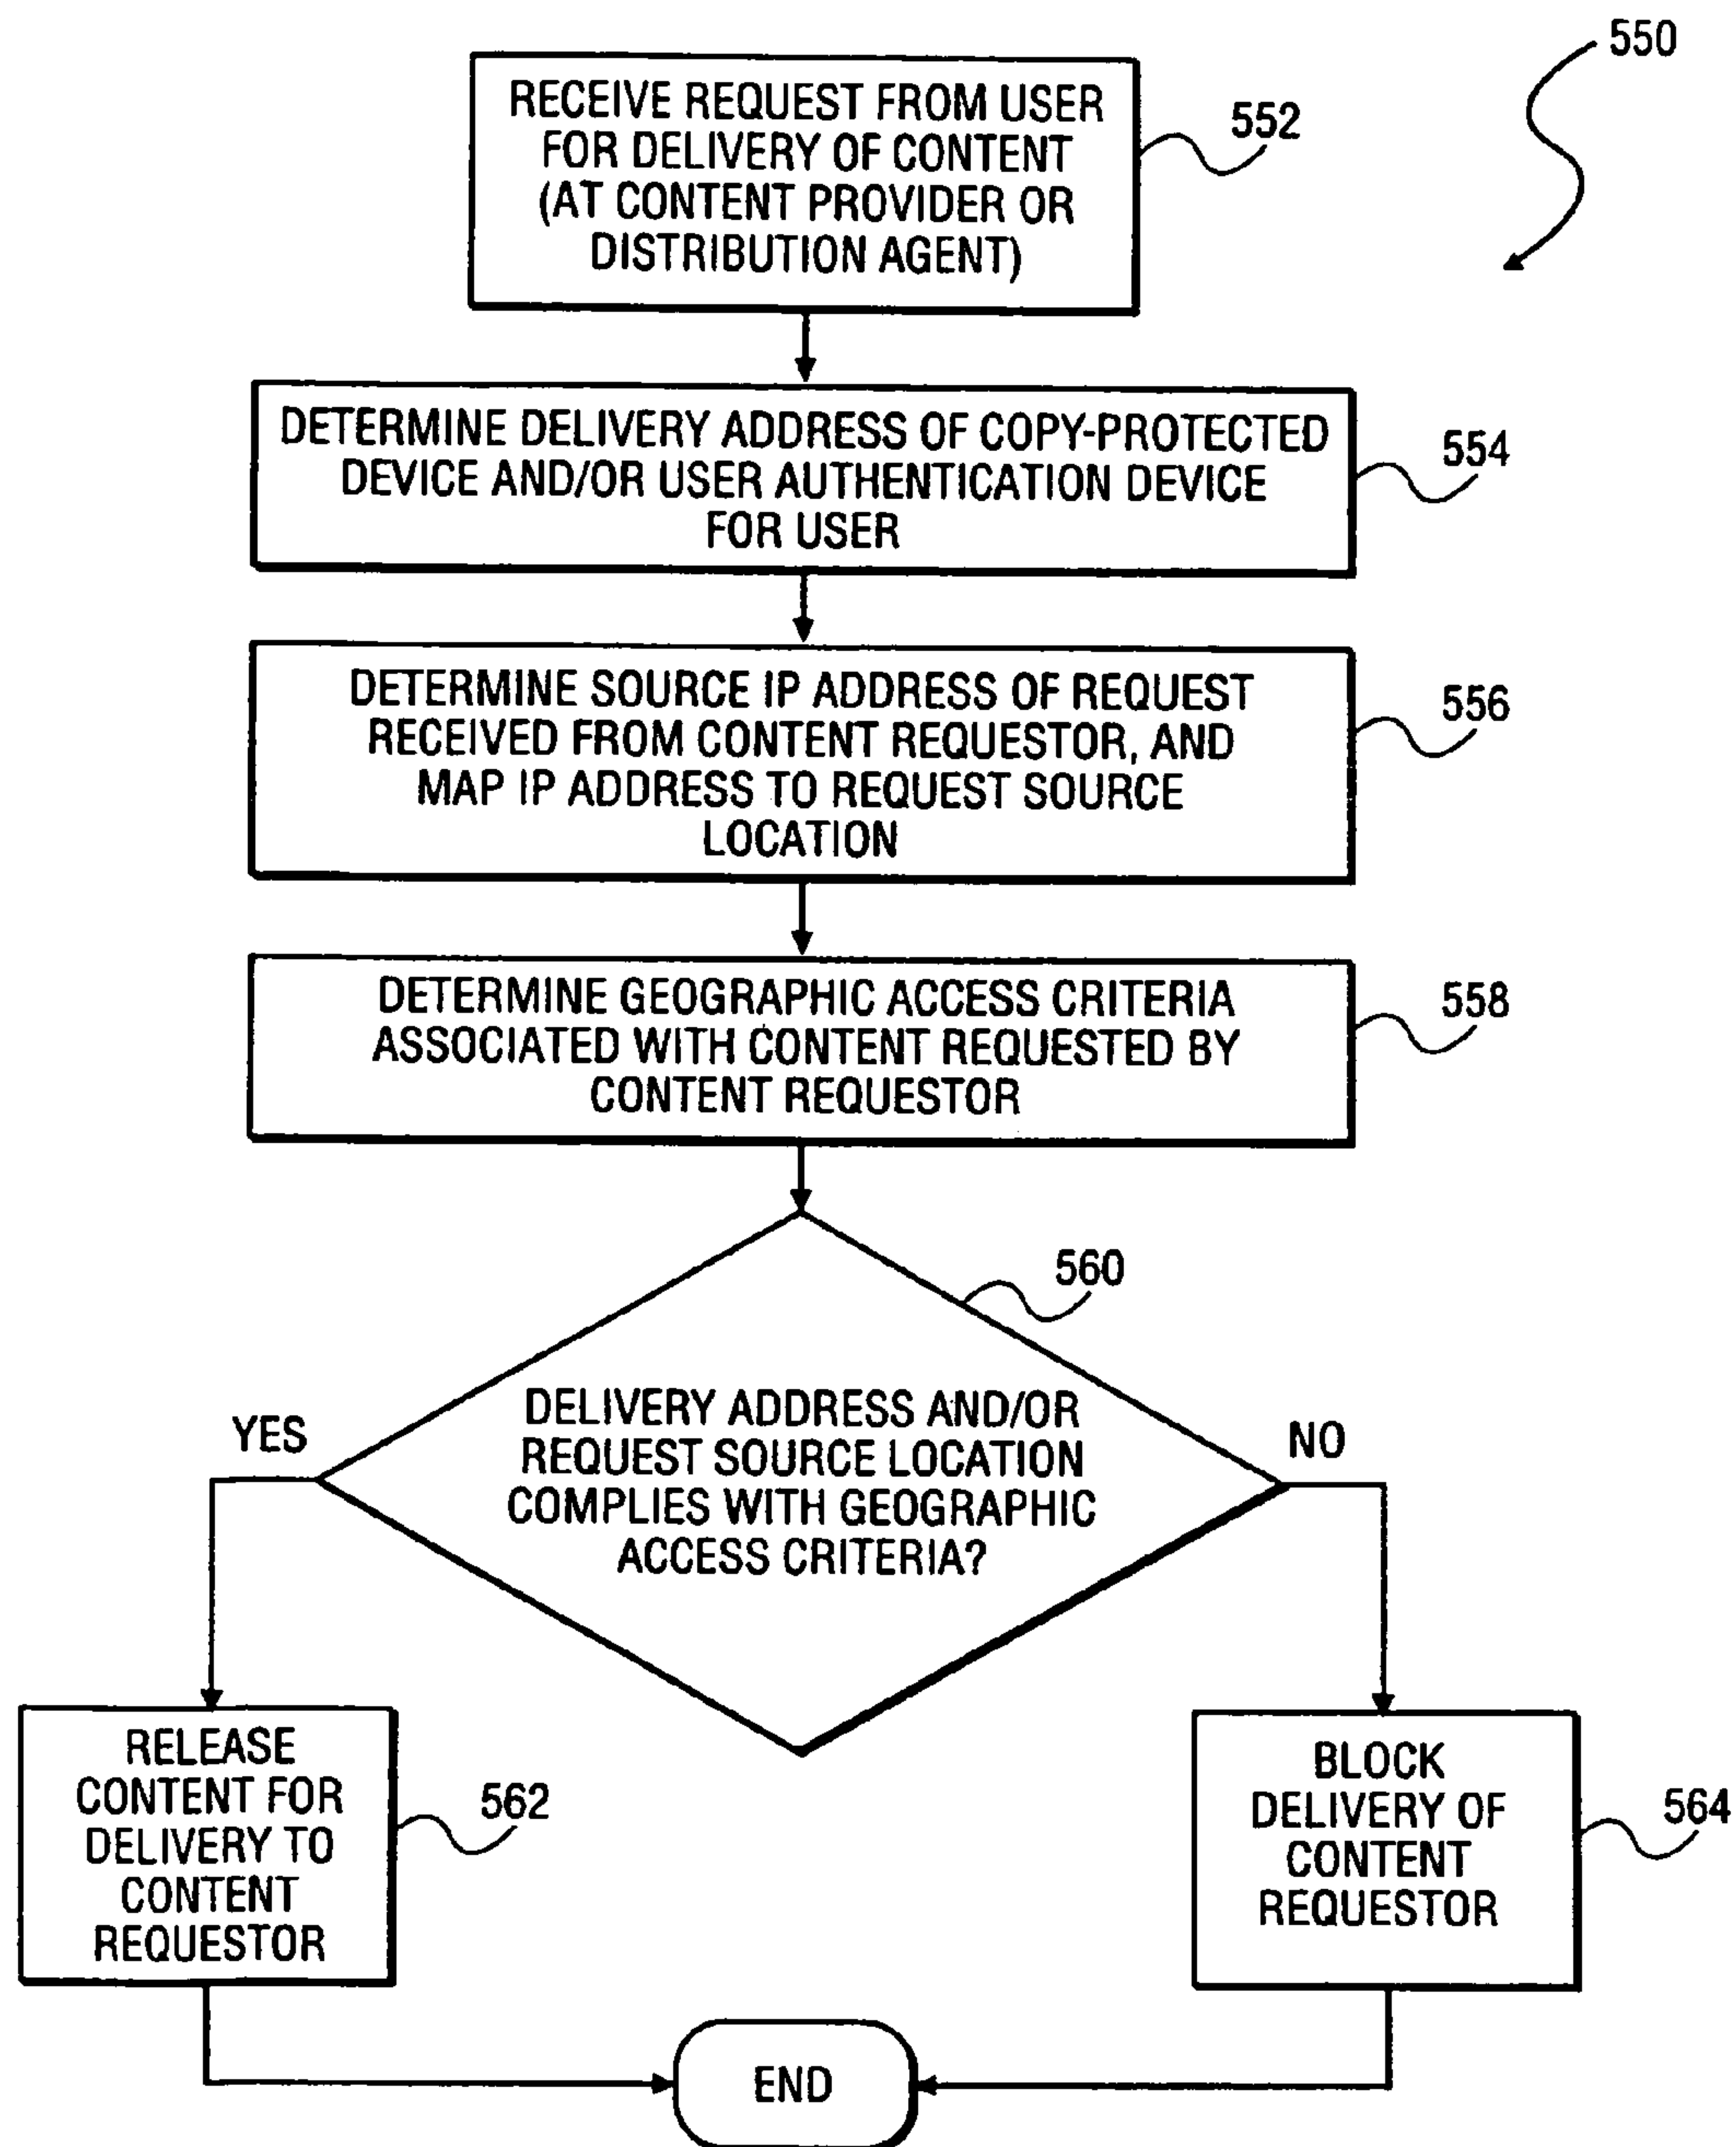 550
RECEIVE REQUEST FROM USER
FOR DELIVERY OF CONTENT
(AT CONTENT PROVIDER OR
DISTRIBUTION AGENT)
552
DETERMINE DELIVERY ADDRESS OF COPY-PROTECTED
DEVICE AND/OR USER AUTHENTICATION DEVICE
FOR USER
554
DETERMINE SOURCE IP ADDRESS OF REQUEST
RECEIVED FROM CONTENT REQUESTOR, AND
MAP IP ADDRESS TO REQUEST SOURCE
LOCATION
556
DETERMINE GEOGRAPHIC ACCESS CRITERIA
ASSOCIATED WITH CONTENT REQUESTED BY
CONTENT REQUESTOR
558
560
DELIVERY ADDRESS AND/OR
REQUEST SOURCE LOCATION
COMPLIES WITH GEOGRAPHIC
ACCESS CRITERIA?
YES
NO
RELEASE
CONTENT FOR
DELIVERY TO
CONTENT
REQUESTOR
562
BLOCK
DELIVERY OF
CONTENT
REQUESTOR
564
END